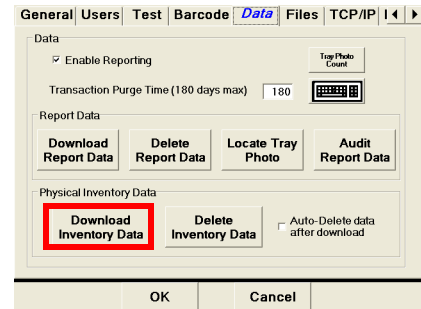 General Users Test Barcode Data Files TCP/IP
Data
Enable Reporting
Tray Photo
Count
Transaction Purge Time (180 days max) 180
Report Data
Download Report Data
Delete Report Data
Locate Tray Photo
Audit Report Data
Physical Inventory Data
Download Inventory Data
Delete Inventory Data
Auto-Delete data
after download
OK Cancel